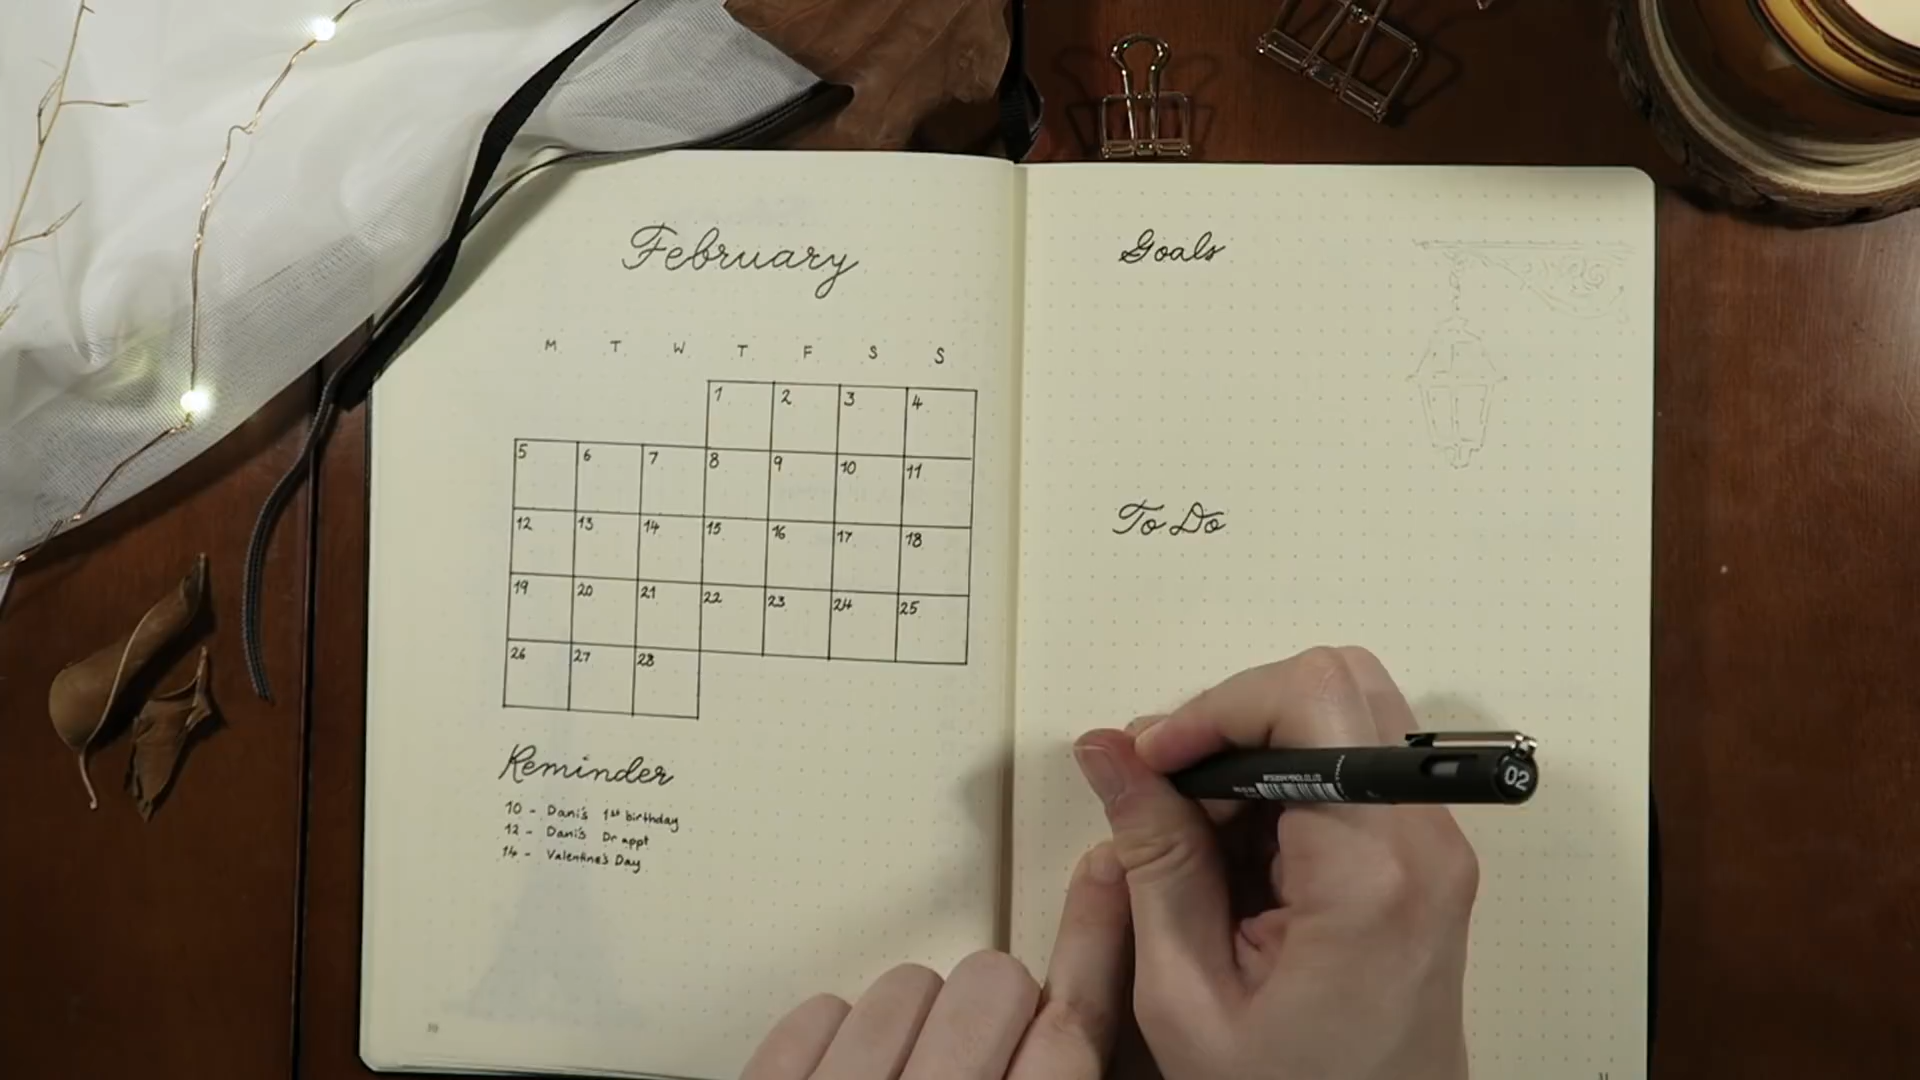 February
M T W T F S S
1 2 3 4
5 6 7 8 9 10 11
12 13 14 15 16 17 18
19 20 21 22 23 24 25
26 27 28
Reminder
10 - Dani's 1st birthday
12 - Dani's Dr appt
14 - Valentine's Day
Goals
To Do
02